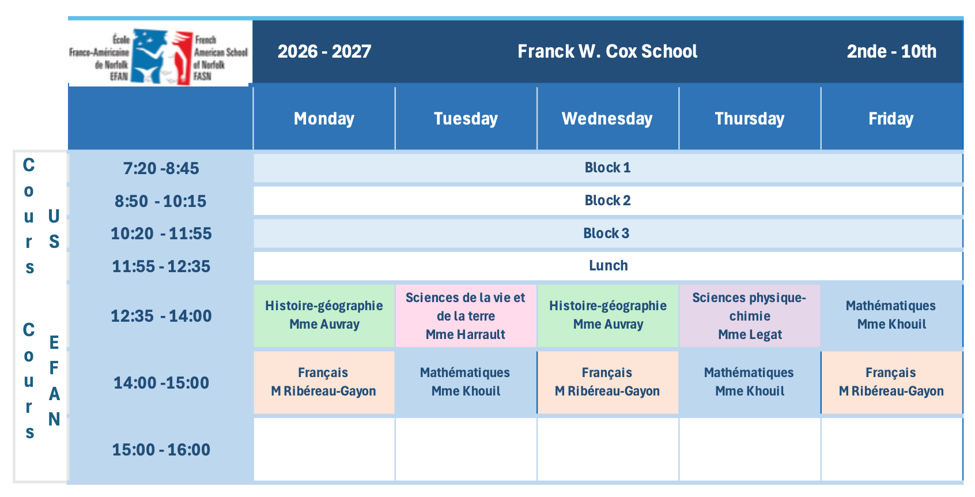 École
Franco-Américaine
de Norfolk
EFAN
French
American School
of Norfolk
FASN
2026 - 2027
Franck W. Cox School
2nde - 10th
Monday
Tuesday
Wednesday
Thursday
Friday
Cours US
7:20 -8:45
Block 1
8:50 - 10:15
Block 2
10:20 - 11:55
Block 3
11:55 - 12:35
Lunch
Cours EFAN
12:35 - 14:00
Histoire-géographie
Mme Auvray
Sciences de la vie et
de la terre
Mme Harrault
Histoire-géographie
Mme Auvray
Sciences physique-
chimie
Mme Legat
Mathématiques
Mme Khouil
14:00 -15:00
Français
M Ribéreau-Gayon
Mathématiques
Mme Khouil
Français
M Ribéreau-Gayon
Mathématiques
Mme Khouil
Français
M Ribéreau-Gayon
15:00 - 16:00